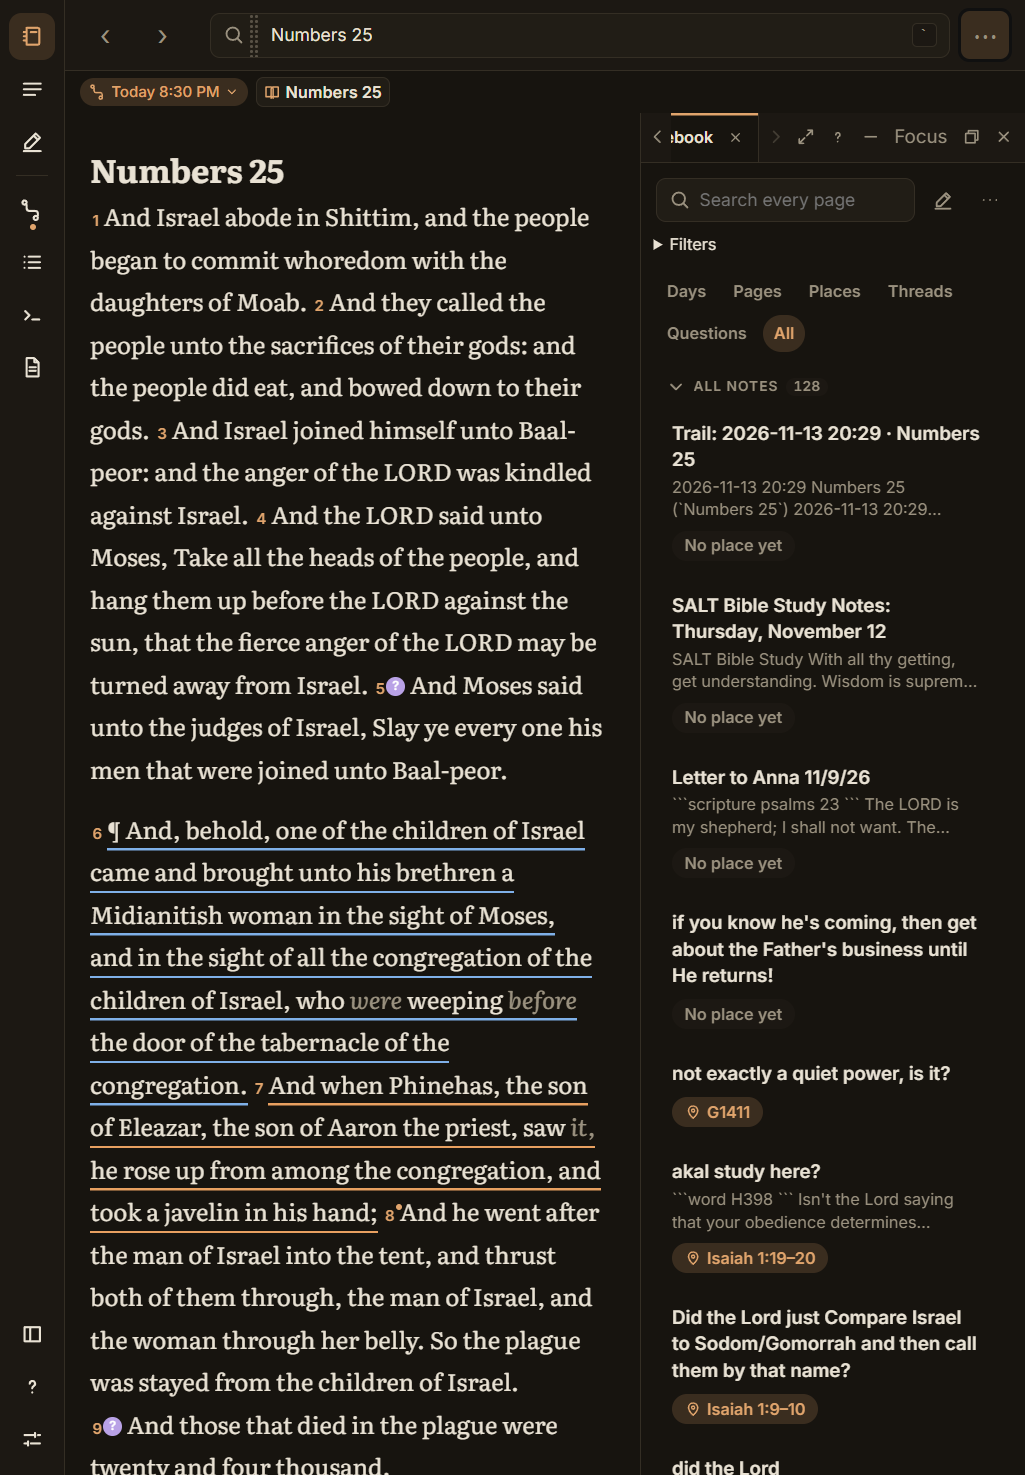 Numbers 25
`
Today 8:30 PM
Numbers 25
Numbers 25
1 And Israel abode in Shittim, and the people
began to commit whoredom with the
daughters of Moab. 2 And they called the
people unto the sacrifices of their gods: and
the people did eat, and bowed down to their
gods. 3 And Israel joined himself unto Baal-
peor: and the anger of the LORD was kindled
against Israel. 4 And the LORD said unto
Moses, Take all the heads of the people, and
hang them up before the LORD against the
sun, that the fierce anger of the LORD may be
turned away from Israel. 5? And Moses said
unto the judges of Israel, Slay ye every one his
men that were joined unto Baal-peor.
6 ¶ And, behold, one of the children of Israel
came and brought unto his brethren a
Midianitish woman in the sight of Moses,
and in the sight of all the congregation of the
children of Israel, who were weeping before
the door of the tabernacle of the
congregation. 7 And when Phinehas, the son
of Eleazar, the son of Aaron the priest, saw it,
he rose up from among the congregation, and
took a javelin in his hand; 8 And he went after
the man of Israel into the tent, and thrust
both of them through, the man of Israel, and
the woman through her belly. So the plague
was stayed from the children of Israel.
9? And those that died in the plague were
twenty and four thousand.
ebook
?
Focus
Search every page
Filters
Days Pages Places Threads
Questions All
ALL NOTES 128
Trail: 2026-11-13 20:29 · Numbers
25
2026-11-13 20:29 Numbers 25
(`Numbers 25`) 2026-11-13 20:29...
No place yet
SALT Bible Study Notes:
Thursday, November 12
SALT Bible Study With all thy getting,
get understanding. Wisdom is suprem...
No place yet
Letter to Anna 11/9/26
```scripture psalms 23 ``` The LORD is
my shepherd; I shall not want. The...
No place yet
if you know he's coming, then get
about the Father's business until
He returns!
No place yet
not exactly a quiet power, is it?
G1411
akal study here?
```word H398 ``` Isn't the Lord saying
that your obedience determines...
Isaiah 1:19–20
Did the Lord just Compare Israel
to Sodom/Gomorrah and then call
them by that name?
Isaiah 1:9–10
did the Lord
?